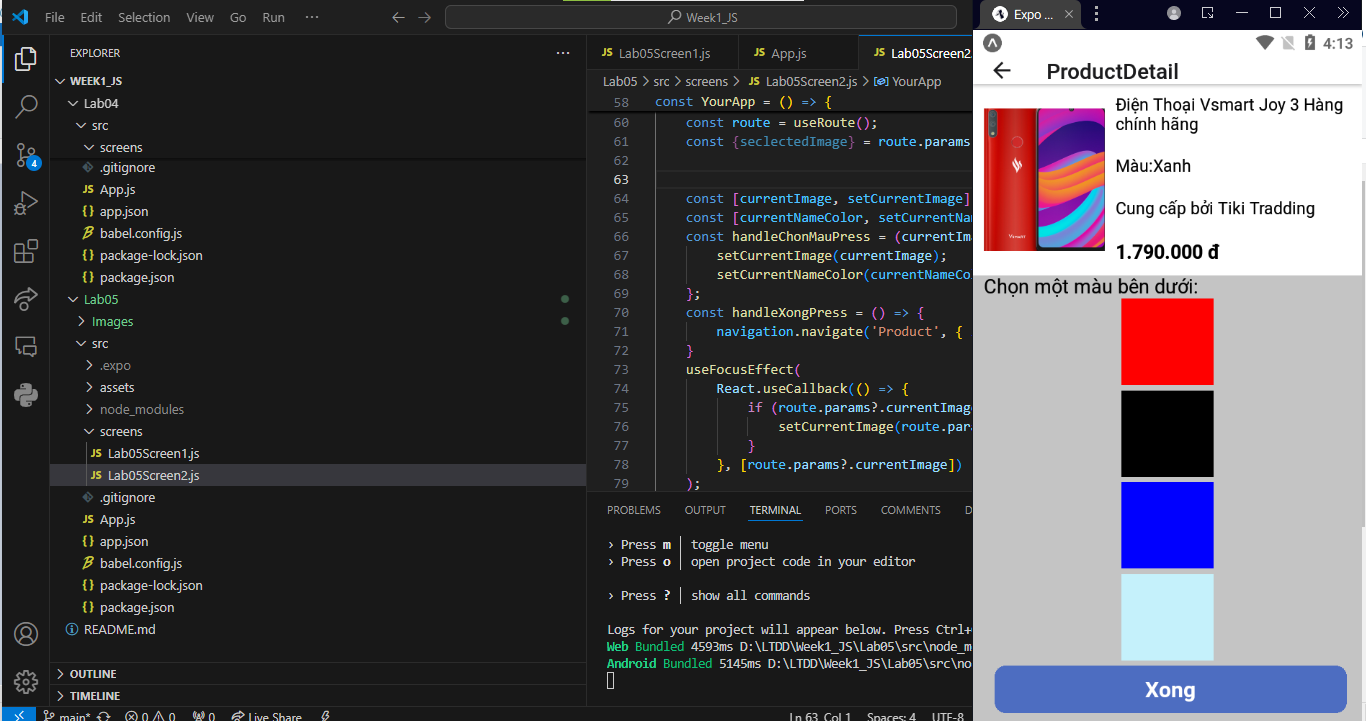 File Edit Selection View Go Run ··· Week1_JS
EXPLORER
WEEK1_JS
Lab04
src
screens
.gitignore
JS App.js
{} app.json
babel.config.js
{} package-lock.json
{} package.json
Lab05
Images
src
.expo
assets
node_modules
screens
JS Lab05Screen1.js
JS Lab05Screen2.js
.gitignore
JS App.js
{} app.json
babel.config.js
{} package-lock.json
{} package.json
README.md
OUTLINE
TIMELINE
4
JS Lab05Screen1.js JS App.js JS Lab05Screen2
Lab05 > src > screens > JS Lab05Screen2.js > YourApp
58 const YourApp = () => {
60 const route = useRoute();
61 const {seclectedImage} = route.params
62
63
64 const [currentImage, setCurrentImage]
65 const [currentNameColor, setCurrentNa
66 const handleChonMauPress = (currentIm
67 setCurrentImage(currentImage);
68 setCurrentNameColor(currentNameCo
69 };
70 const handleXongPress = () => {
71 navigation.navigate('Product', {
72 }
73 useFocusEffect(
74 React.useCallback(() => {
75 if (route.params?.currentImag
76 setCurrentImage(route.par
77 }
78 }, [route.params?.currentImage])
79 );
PROBLEMS OUTPUT TERMINAL PORTS COMMENTS D
› Press m │ toggle menu
› Press o │ open project code in your editor
› Press ? │ show all commands
Logs for your project will appear below. Press Ctrl+
Web Bundled 4593ms D:\LTDD\Week1_JS\Lab05\src\node_m
Android Bundled 5145ms D:\LTDD\Week1_JS\Lab05\src\no
main* 0 0 0 Live Share Ln 63, Col 1 Spaces: 4 UTF-8
Expo ...
4:13
ProductDetail
Điện Thoại Vsmart Joy 3 Hàng
chính hãng
Màu:Xanh
Cung cấp bởi Tiki Tradding
1.790.000 đ
Vsmart
Chọn một màu bên dưới:
Xong